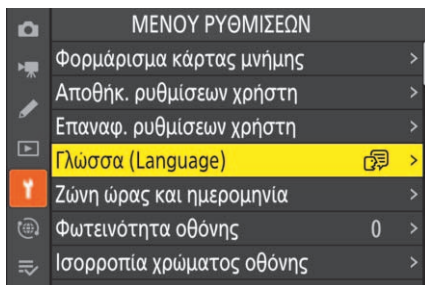 ΜΕΝΟΥ ΡΥΘΜΙΣΕΩΝ
Φορμάρισμα κάρτας μνήμης >
Αποθήκ. ρυθμίσεων χρήστη >
Επαναφ. ρυθμίσεων χρήστη >
Γλώσσα (Language) >
Ζώνη ώρας και ημερομηνία >
Φωτεινότητα οθόνης 0 >
Ισορροπία χρώματος οθόνης >